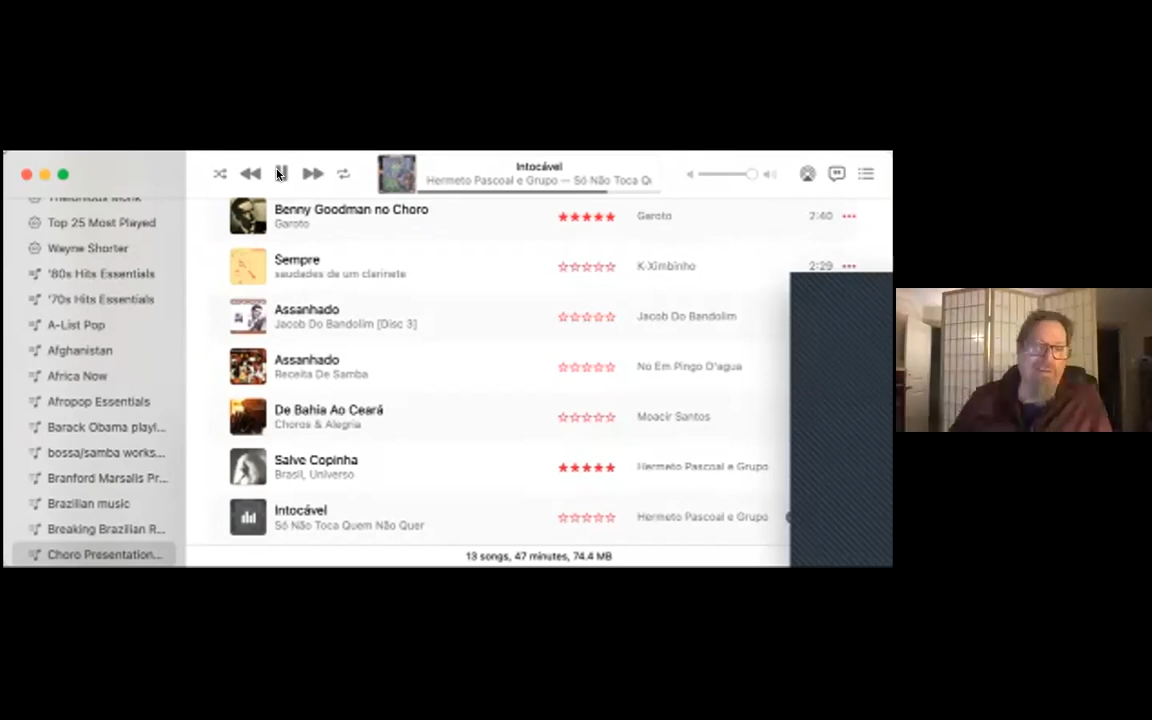 Intocável
Hermeto Pascoal e Grupo — Só Não Toca Qu
Thelonious Monk
Top 25 Most Played
Wayne Shorter
'80s Hits Essentials
'70s Hits Essentials
A-List Pop
Afghanistan
Africa Now
Afropop Essentials
Barack Obama playl...
bossa/samba works...
Branford Marsalis Pr...
Brazilian music
Breaking Brazilian R...
Choro Presentation...
Benny Goodman no Choro
Garoto
Garoto
2:40
Sempre
saudades de um clarinete
K-Ximbinho
2:29
Assanhado
Jacob Do Bandolim [Disc 3]
Jacob Do Bandolim
Assanhado
Receita De Samba
No Em Pingo D'agua
De Bahia Ao Ceará
Choros & Alegria
Moacir Santos
Salve Copinha
Brasil, Universo
Hermeto Pascoal e Grupo
Intocável
Só Não Toca Quem Não Quer
Hermeto Pascoal e Grupo
13 songs, 47 minutes, 74.4 MB